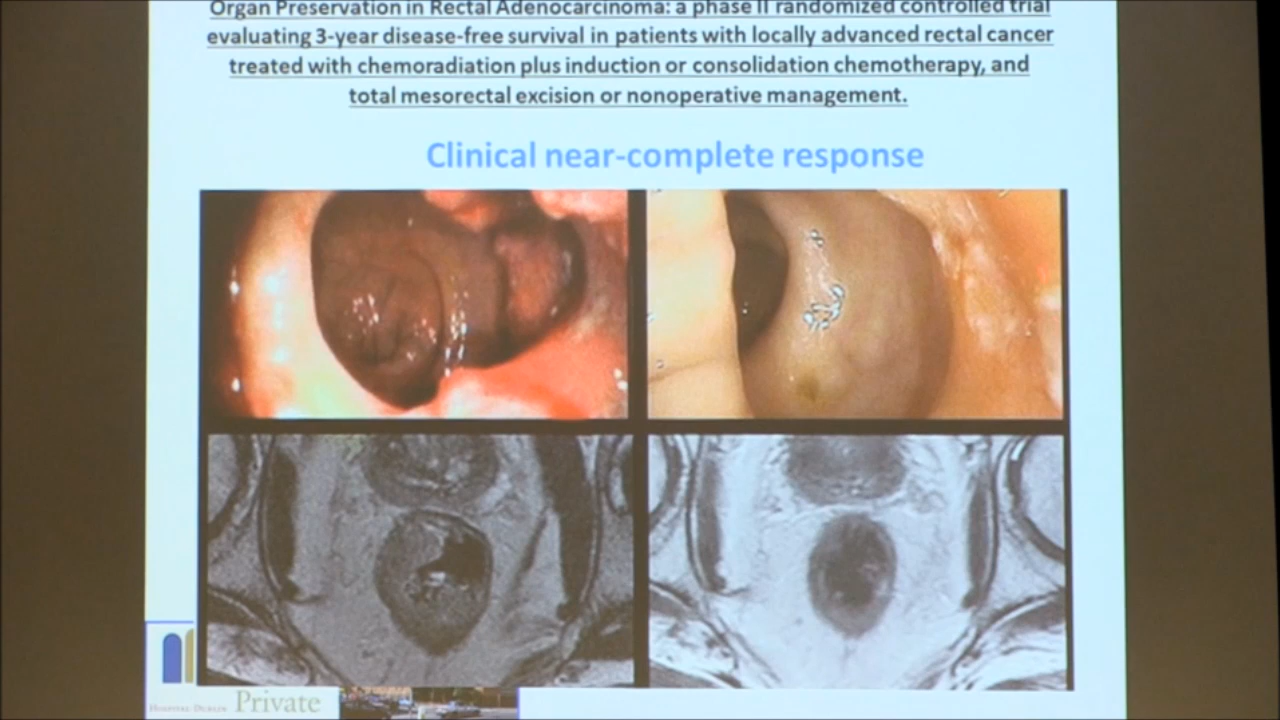 Organ Preservation in Rectal Adenocarcinoma: a phase II randomized controlled trial
evaluating 3-year disease-free survival in patients with locally advanced rectal cancer
treated with chemoradiation plus induction or consolidation chemotherapy, and
total mesorectal excision or nonoperative management.
Clinical near-complete response
Hospital Dublin Private